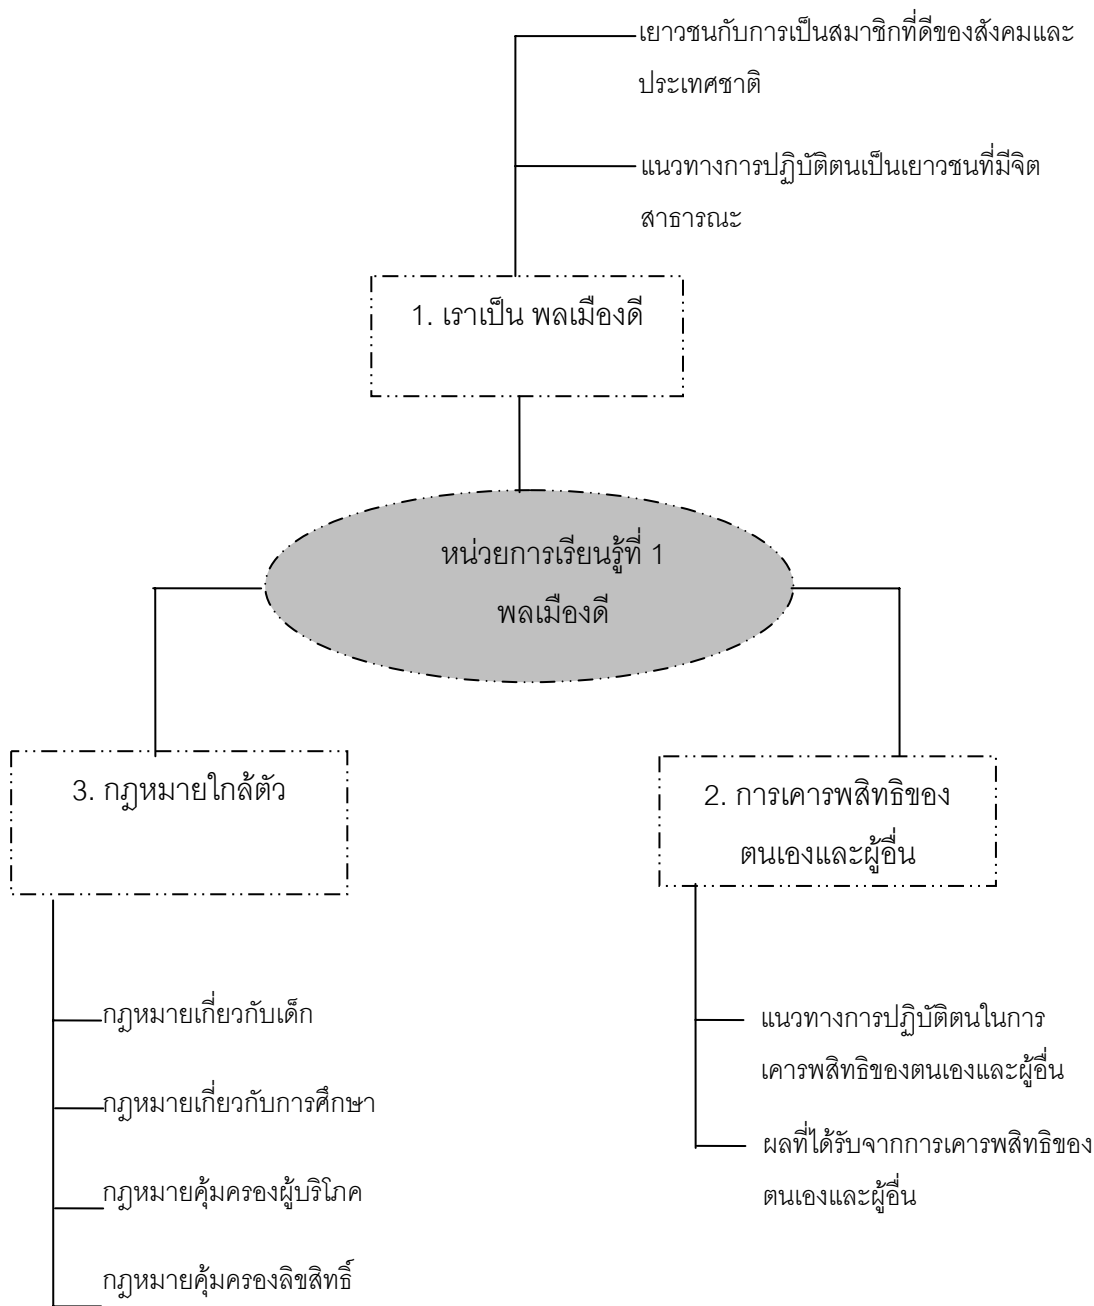 เยาวชนกับการเป็นสมาชิกที่ดีของสังคมและ
ประเทศชาติ
แนวทางการปฏิบัติตนเป็นเยาวชนที่มีจิต
สาธารณะ
1. เราเป็น พลเมืองดี
หน่วยการเรียนรู้ที่ 1
พลเมืองดี
3. กฎหมายใกล้ตัว
2. การเคารพสิทธิของ
ตนเองและผู้อื่น
กฎหมายเกี่ยวกับเด็ก
กฎหมายเกี่ยวกับการศึกษา
กฎหมายคุ้มครองผู้บริโภค
กฎหมายคุ้มครองลิขสิทธิ์
แนวทางการปฏิบัติตนในการ
เคารพสิทธิของตนเองและผู้อื่น
ผลที่ได้รับจากการเคารพสิทธิของ
ตนเองและผู้อื่น